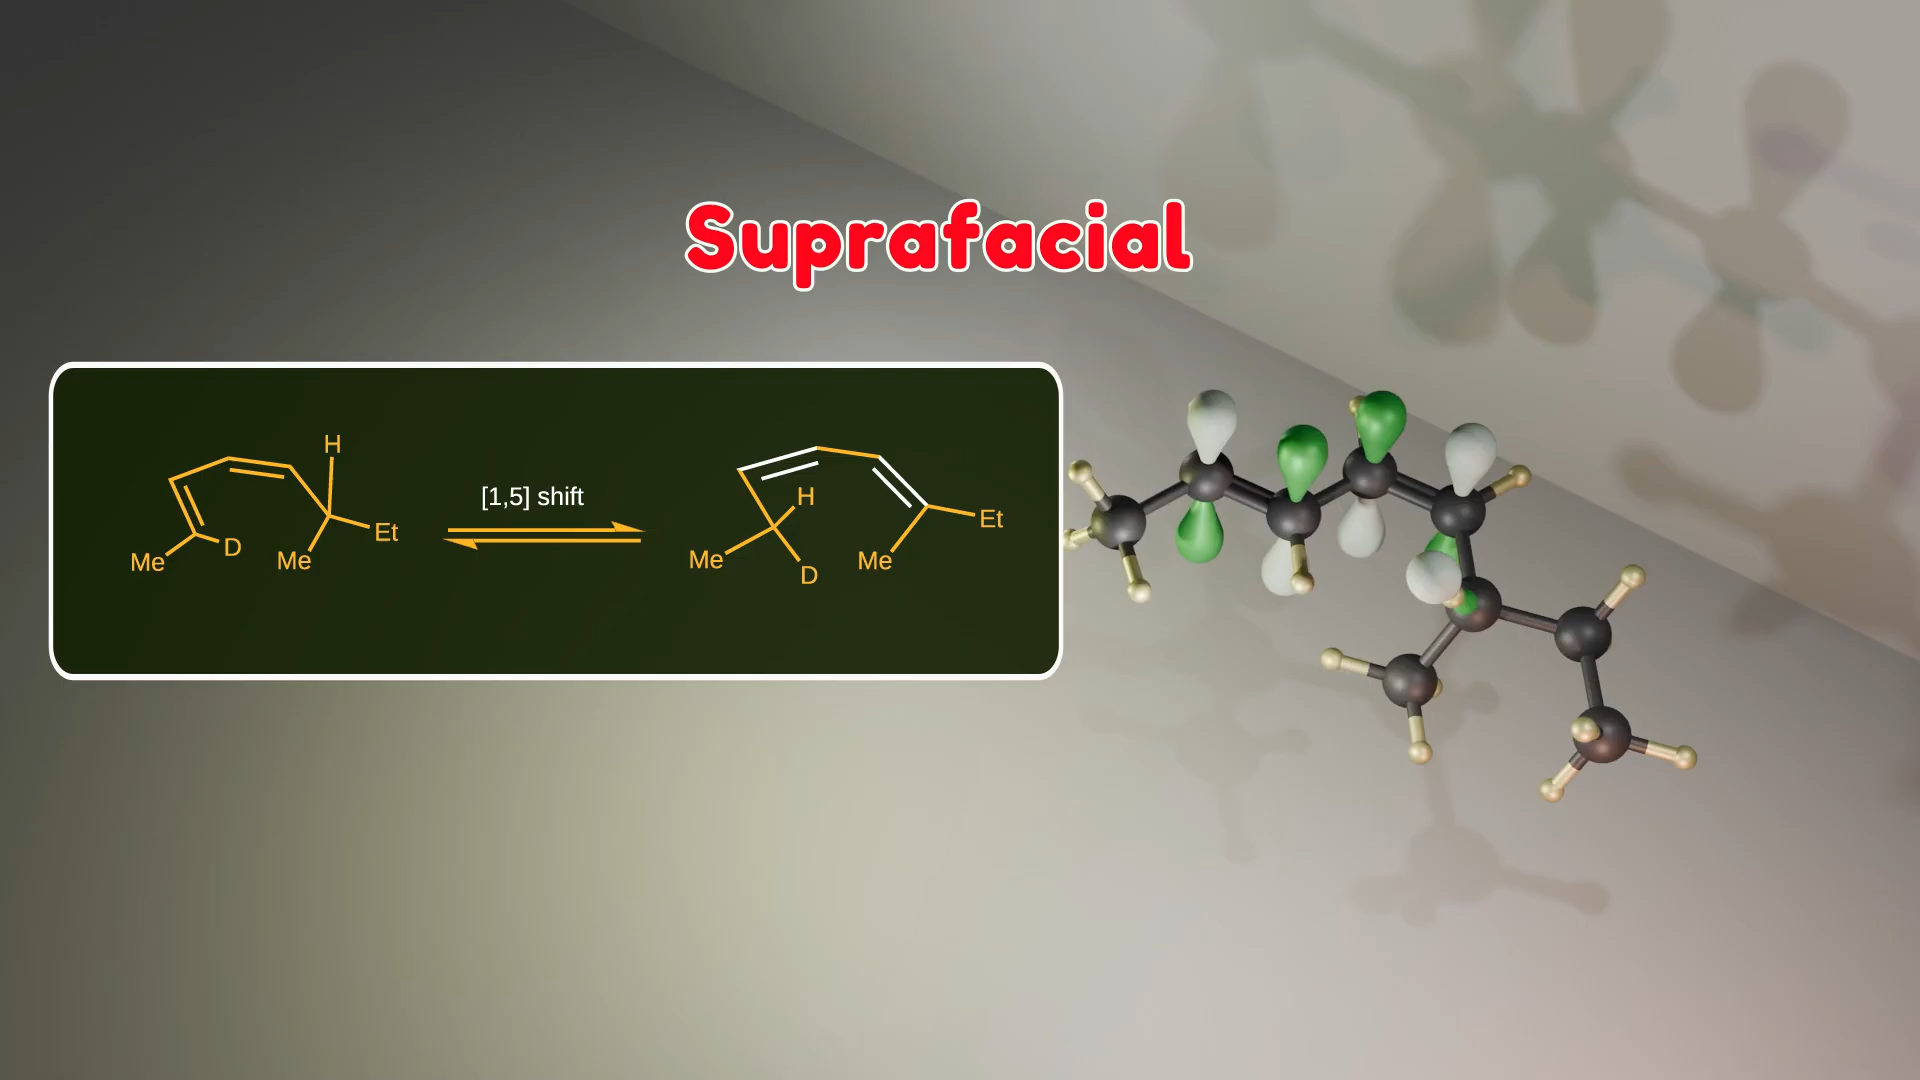 Suprafacial
H
[1,5] shift
H
Et
Et
Me
D
Me
Me
D
Me